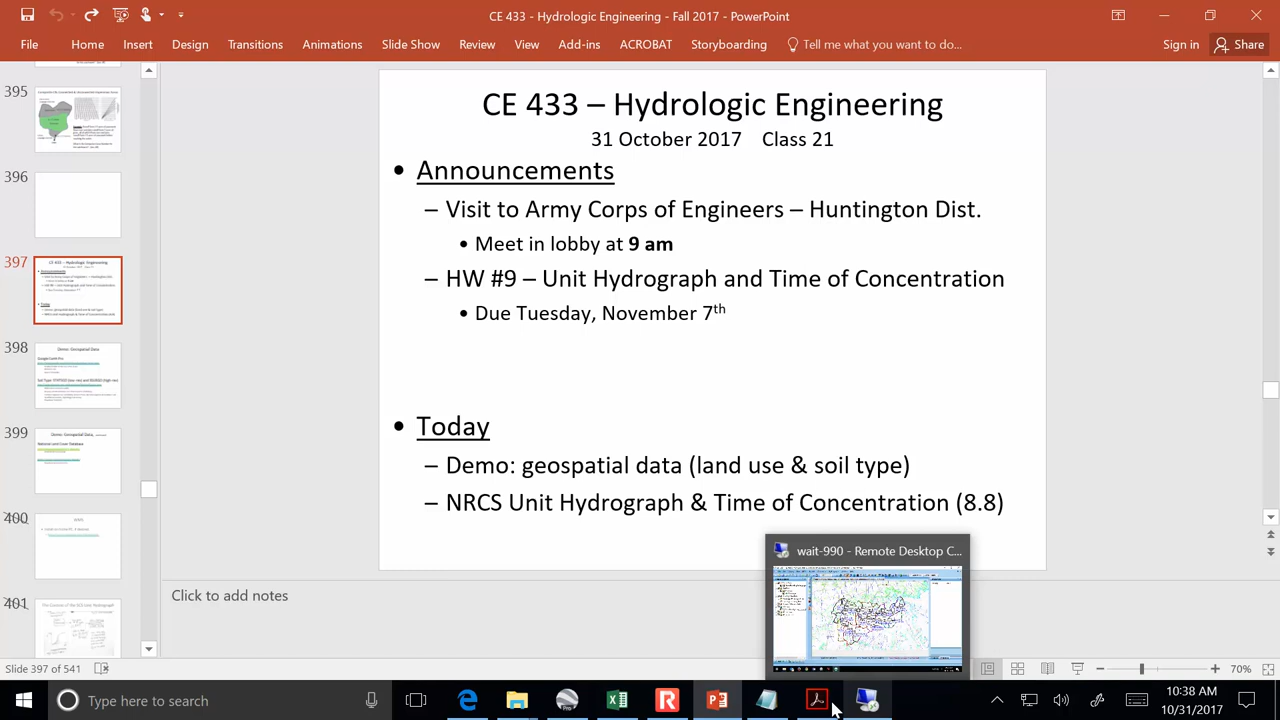 CE 433 - Hydrologic Engineering - Fall 2017 - PowerPoint
File Home Insert Design Transitions Animations Slide Show Review View Add-ins ACROBAT Storyboarding Tell me what you want to do... Sign in Share
395
396
397
398
399
400
401
CE 433 – Hydrologic Engineering
31 October 2017 Class 21
• Announcements
– Visit to Army Corps of Engineers – Huntington Dist.
• Meet in lobby at 9 am
– HW #9 – Unit Hydrograph and Time of Concentration
• Due Tuesday, November 7th
• Today
– Demo: geospatial data (land use & soil type)
– NRCS Unit Hydrograph & Time of Concentration (8.8)
wait-990 - Remote Desktop C...
Click to add notes
Slide 397 of 541
Type here to search
10:38 AM
10/31/2017